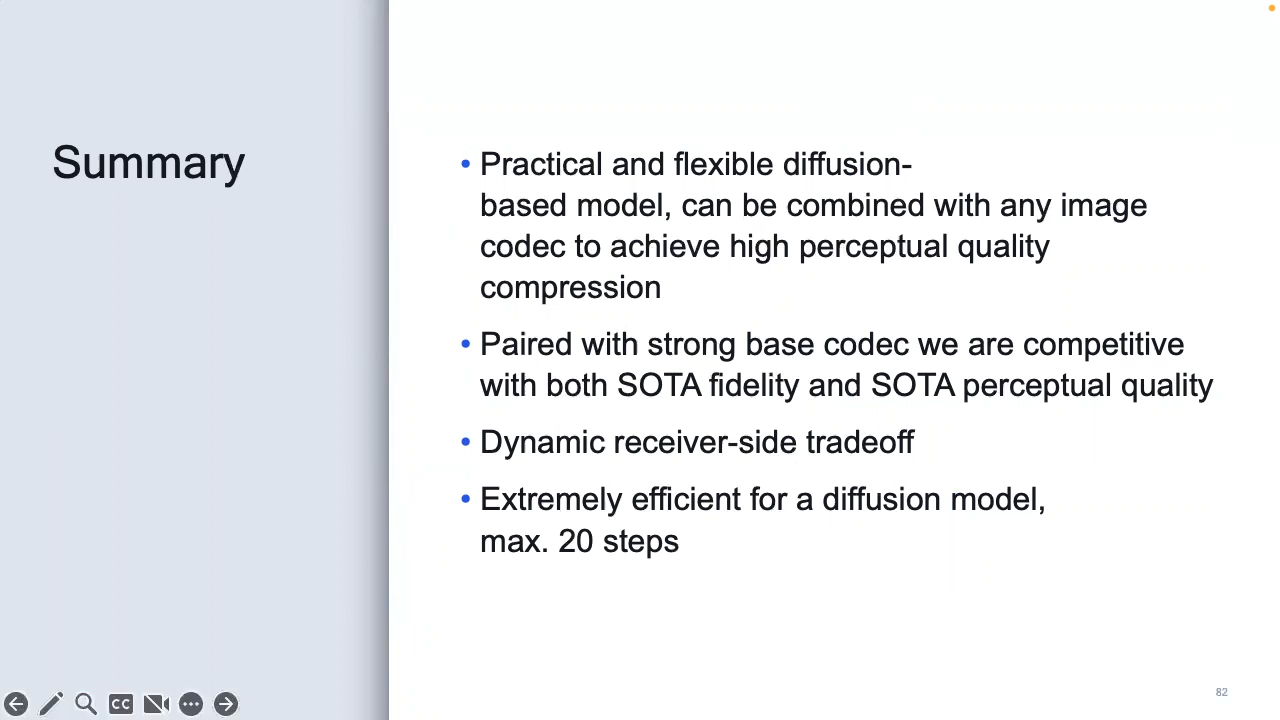 Summary
• Practical and flexible diffusion-
based model, can be combined with any image
codec to achieve high perceptual quality
compression
• Paired with strong base codec we are competitive
with both SOTA fidelity and SOTA perceptual quality
• Dynamic receiver-side tradeoff
• Extremely efficient for a diffusion model,
max. 20 steps
CC
82